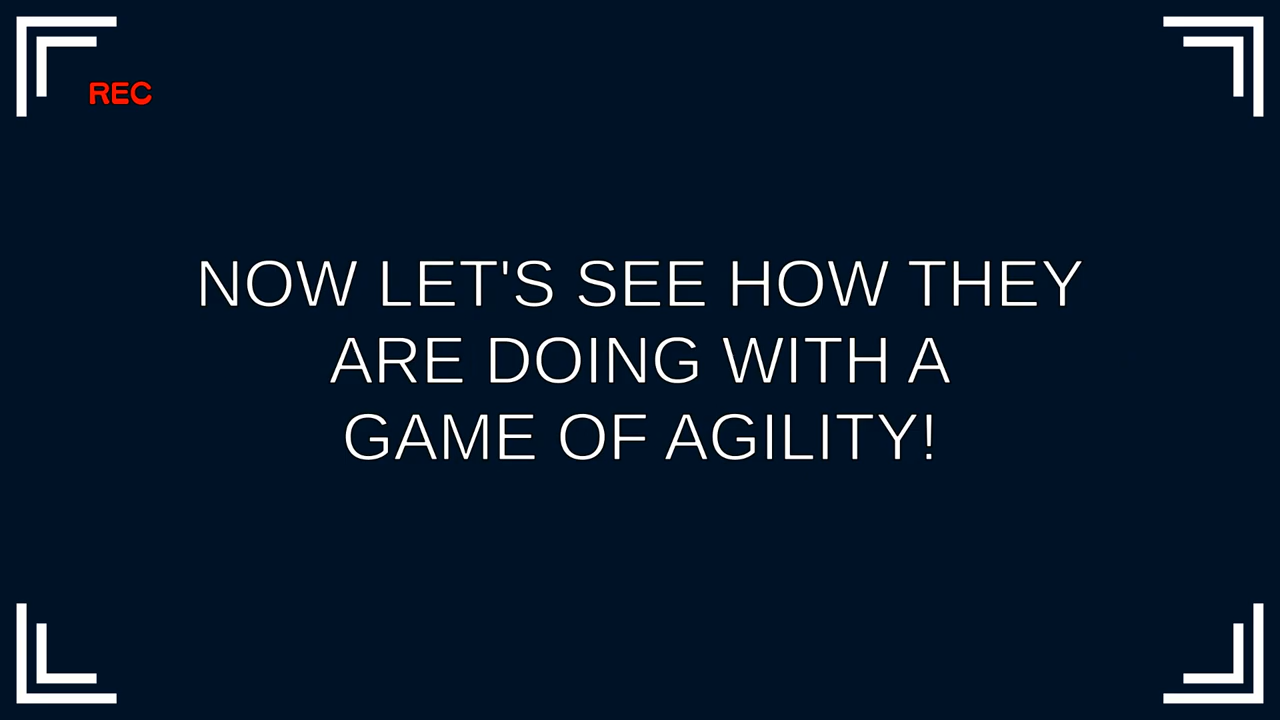 REC
NOW LET'S SEE HOW THEY
ARE DOING WITH A
GAME OF AGILITY!